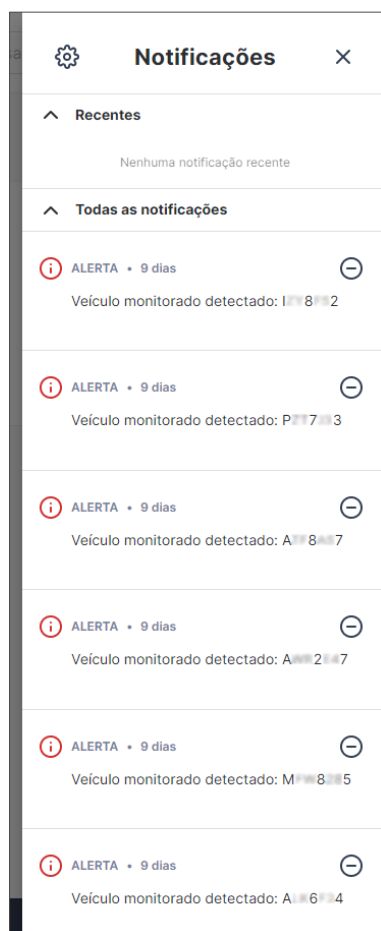 Notificações
Recentes
Nenhuma notificação recente
Todas as notificações
ALERTA • 9 dias
Veículo monitorado detectado:
ALERTA • 9 dias
Veículo monitorado detectado:
ALERTA • 9 dias
Veículo monitorado detectado:
ALERTA • 9 dias
Veículo monitorado detectado:
ALERTA • 9 dias
Veículo monitorado detectado:
ALERTA • 9 dias
Veículo monitorado detectado: